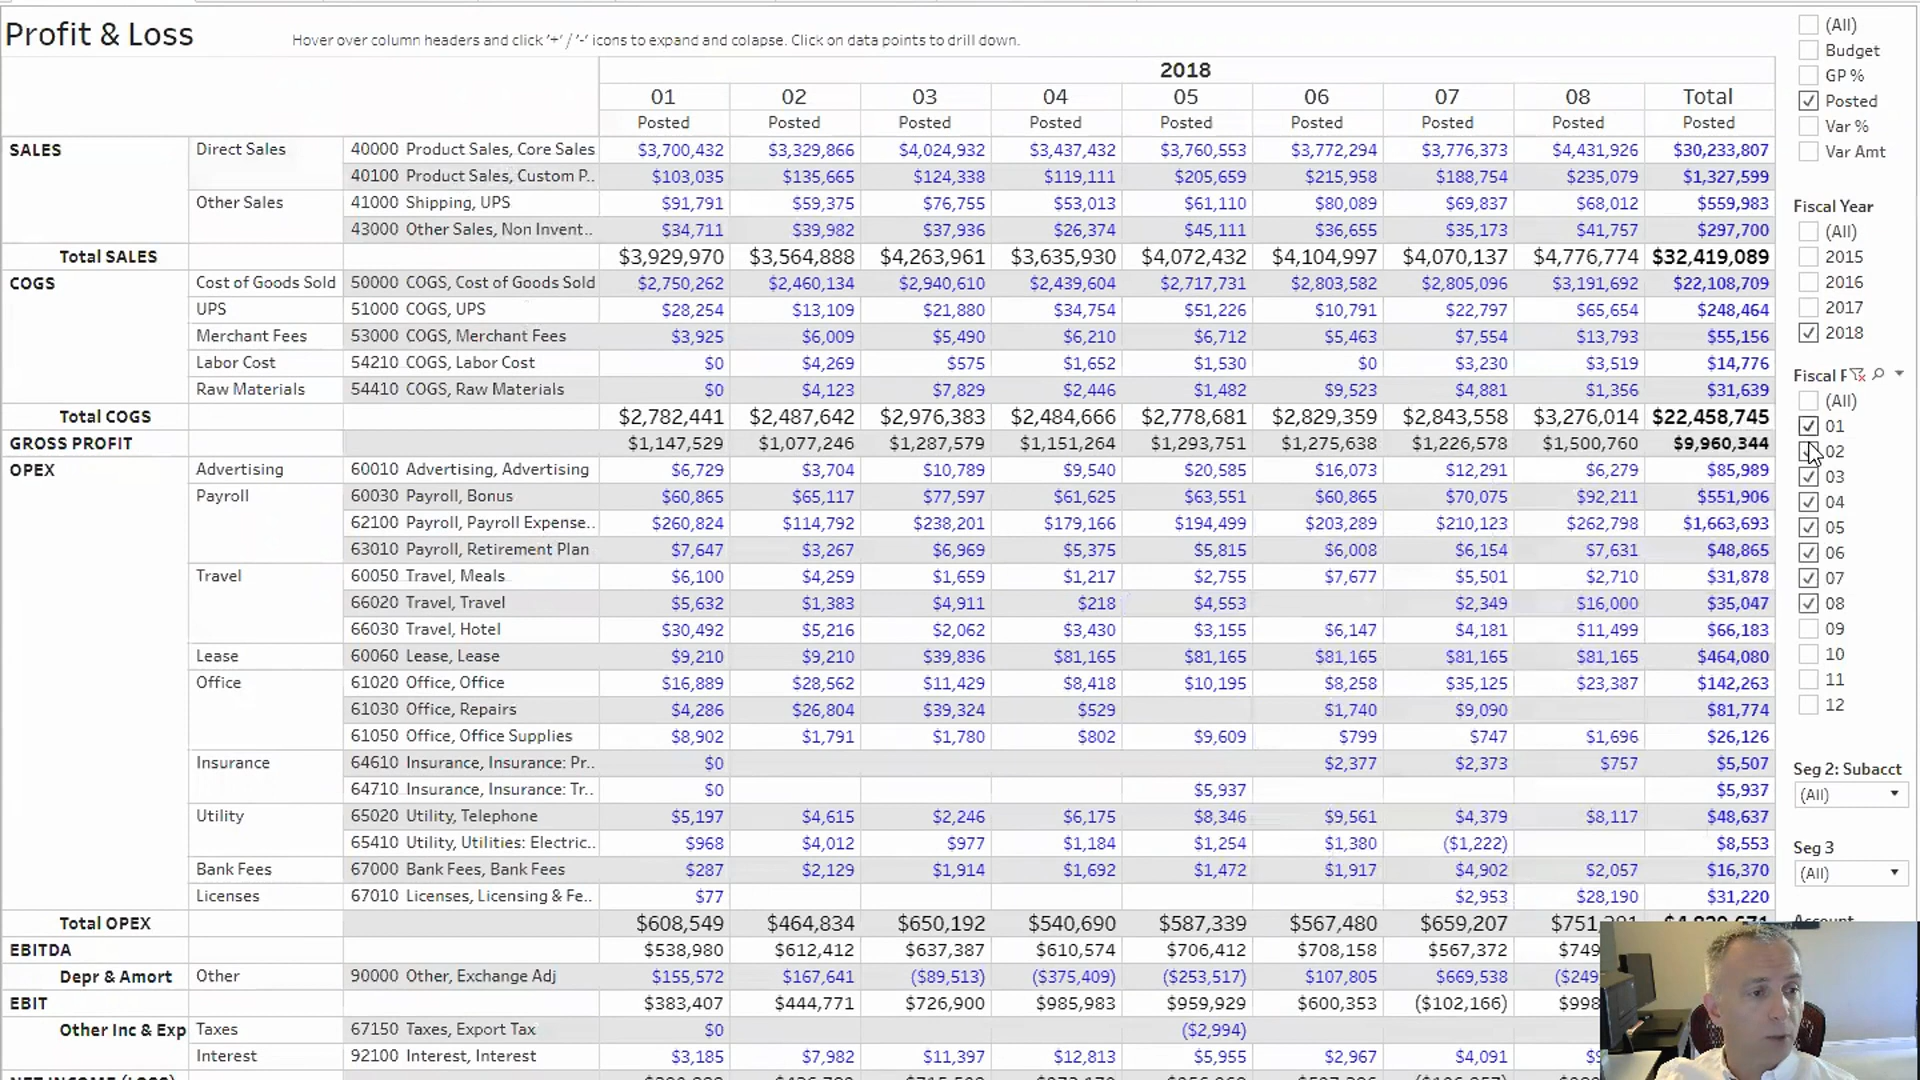 Profit & Loss
Hover over column headers and click '+' / '-' icons to expand and colapse. Click on data points to drill down.
2018
01 02 03 04 05 06 07 08 Total
Posted Posted Posted Posted Posted Posted Posted Posted Posted
SALES Direct Sales 40000 Product Sales, Core Sales $3,700,432 $3,329,866 $4,024,932 $3,437,432 $3,760,553 $3,772,294 $3,776,373 $4,431,926 $30,233,807
40100 Product Sales, Custom P.. $103,035 $135,665 $124,338 $119,111 $205,659 $215,958 $188,754 $235,079 $1,327,599
Other Sales 41000 Shipping, UPS $91,791 $59,375 $76,755 $53,013 $61,110 $80,089 $69,837 $68,012 $559,983
43000 Other Sales, Non Invent.. $34,711 $39,982 $37,936 $26,374 $45,111 $36,655 $35,173 $41,757 $297,700
Total SALES $3,929,970 $3,564,888 $4,263,961 $3,635,930 $4,072,432 $4,104,997 $4,070,137 $4,776,774 $32,419,089
COGS Cost of Goods Sold 50000 COGS, Cost of Goods Sold $2,750,262 $2,460,134 $2,940,610 $2,439,604 $2,717,731 $2,803,582 $2,805,096 $3,191,692 $22,108,709
UPS 51000 COGS, UPS $28,254 $13,109 $21,880 $34,754 $51,226 $10,791 $22,797 $65,654 $248,464
Merchant Fees 53000 COGS, Merchant Fees $3,925 $6,009 $5,490 $6,210 $6,712 $5,463 $7,554 $13,793 $55,156
Labor Cost 54210 COGS, Labor Cost $0 $4,269 $575 $1,652 $1,530 $0 $3,230 $3,519 $14,776
Raw Materials 54410 COGS, Raw Materials $0 $4,123 $7,829 $2,446 $1,482 $9,523 $4,881 $1,356 $31,639
Total COGS $2,782,441 $2,487,642 $2,976,383 $2,484,666 $2,778,681 $2,829,359 $2,843,558 $3,276,014 $22,458,745
GROSS PROFIT $1,147,529 $1,077,246 $1,287,579 $1,151,264 $1,293,751 $1,275,638 $1,226,578 $1,500,760 $9,960,344
OPEX Advertising 60010 Advertising, Advertising $6,729 $3,704 $10,789 $9,540 $20,585 $16,073 $12,291 $6,279 $85,989
Payroll 60030 Payroll, Bonus $60,865 $65,117 $77,597 $61,625 $63,551 $60,865 $70,075 $92,211 $551,906
62100 Payroll, Payroll Expense.. $260,824 $114,792 $238,201 $179,166 $194,499 $203,289 $210,123 $262,798 $1,663,693
63010 Payroll, Retirement Plan $7,647 $3,267 $6,969 $5,375 $5,815 $6,008 $6,154 $7,631 $48,865
Travel 60050 Travel, Meals $6,100 $4,259 $1,659 $1,217 $2,755 $7,677 $5,501 $2,710 $31,878
66020 Travel, Travel $5,632 $1,383 $4,911 $218 $4,553 $2,349 $16,000 $35,047
66030 Travel, Hotel $30,492 $5,216 $2,062 $3,430 $3,155 $6,147 $4,181 $11,499 $66,183
Lease 60060 Lease, Lease $9,210 $9,210 $39,836 $81,165 $81,165 $81,165 $81,165 $81,165 $464,080
Office 61020 Office, Office $16,889 $28,562 $11,429 $8,418 $10,195 $8,258 $35,125 $23,387 $142,263
61030 Office, Repairs $4,286 $26,804 $39,324 $529 $1,740 $9,090 $81,774
61050 Office, Office Supplies $8,902 $1,791 $1,780 $802 $9,609 $799 $747 $1,696 $26,126
Insurance 64610 Insurance, Insurance: Pr.. $0 $2,377 $2,373 $757 $5,507
64710 Insurance, Insurance: Tr.. $0 $5,937 $5,937
Utility 65020 Utility, Telephone $5,197 $4,615 $2,246 $6,175 $8,346 $9,561 $4,379 $8,117 $48,637
65410 Utility, Utilities: Electric.. $968 $4,012 $977 $1,184 $1,254 $1,380 ($1,222) $8,553
Bank Fees 67000 Bank Fees, Bank Fees $287 $2,129 $1,914 $1,692 $1,472 $1,917 $4,902 $2,057 $16,370
Licenses 67010 Licenses, Licensing & Fe.. $77 $2,953 $28,190 $31,220
Total OPEX $608,549 $464,834 $650,192 $540,690 $587,339 $567,480 $659,207
EBITDA $538,980 $612,412 $637,387 $610,574 $706,412 $708,158 $567,372 $749
Depr & Amort Other 90000 Other, Exchange Adj $155,572 $167,641 ($89,513) ($375,409) ($253,517) $107,805 $669,538 ($249
EBIT $383,407 $444,771 $726,900 $985,983 $959,929 $600,353 ($102,166) $998
Other Inc & Exp Taxes 67150 Taxes, Export Tax $0 ($2,994)
Interest 92100 Interest, Interest $3,185 $7,982 $11,397 $12,813 $5,955 $2,967 $4,091
(All)
Budget
GP %
Posted
Var %
Var Amt
Fiscal Year
(All)
2015
2016
2017
2018
Fiscal
(All)
01
02
03
04
05
06
07
08
09
10
11
12
Seg 2: Subacct
(All)
Seg 3
(All)